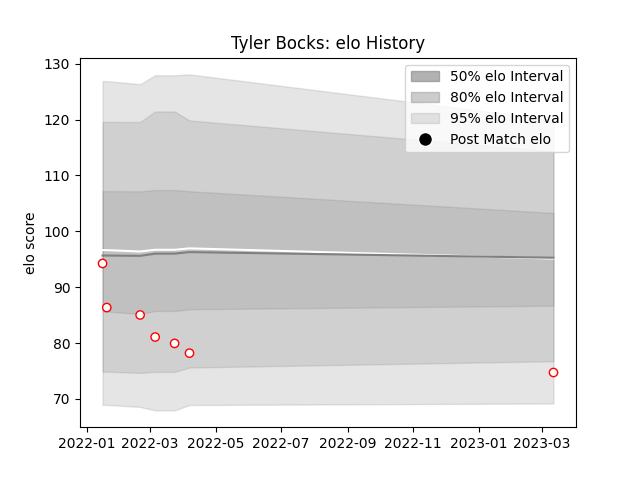 Tyler Bocks: elo History
50% elo Interval
80% elo Interval
95% elo Interval
Post Match elo
elo score
130
120
110
100
90
80
70
2022-01 2022-03 2022-05 2022-07 2022-09 2022-11 2023-01 2023-03